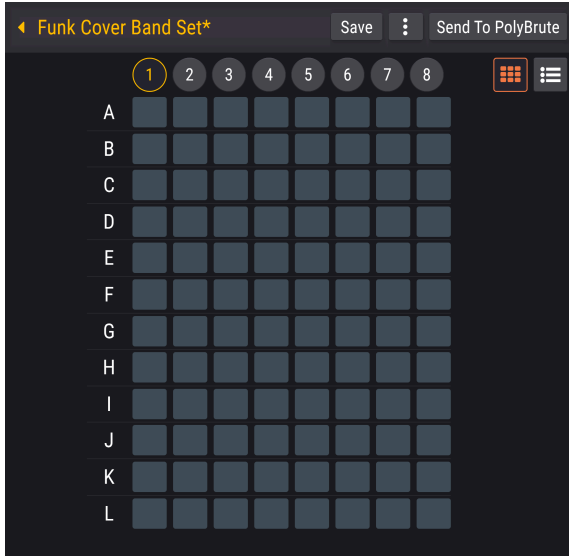 Funk Cover Band Set* Save Send To PolyBrute
1 2 3 4 5 6 7 8
A
B
C
D
E
F
G
H
I
J
K
L